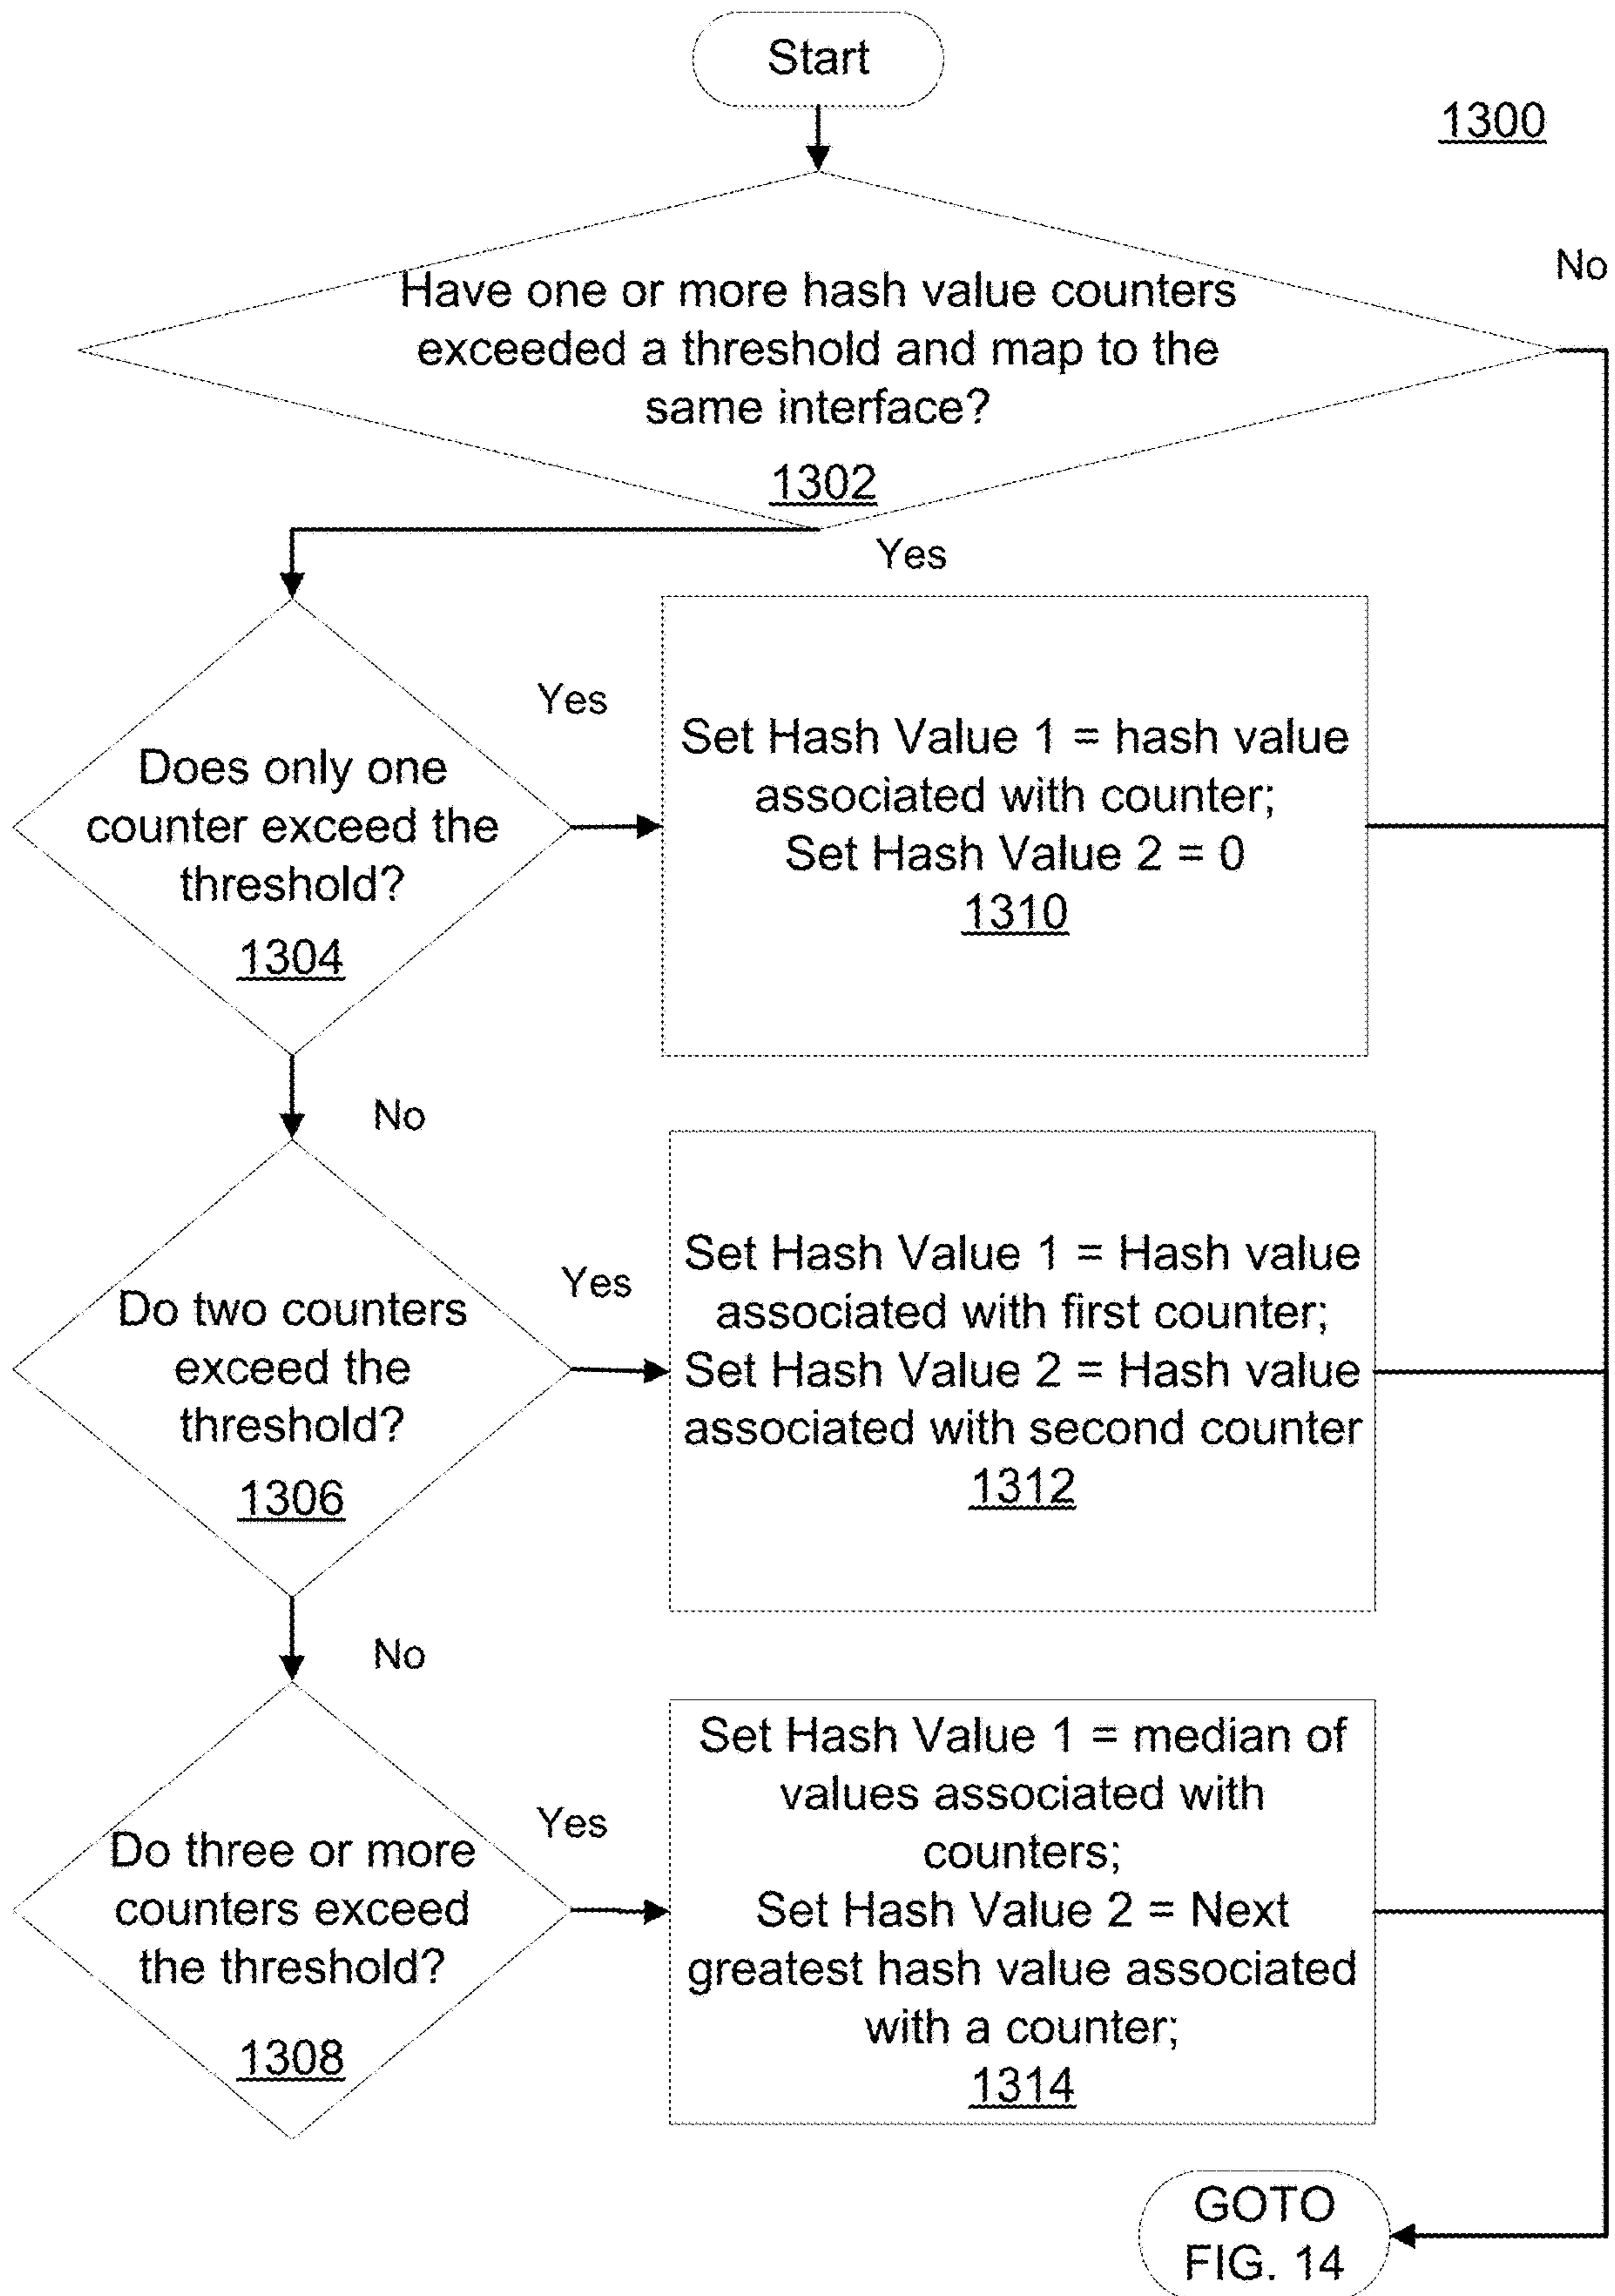 Start
1300
No
Have one or more hash value counters
exceeded a threshold and map to the
same interface?
1302
Yes
Yes
Does only one
counter exceed the
threshold?
1304
Set Hash Value 1 = hash value
associated with counter;
Set Hash Value 2 = 0
1310
No
Yes
Do two counters
exceed the
threshold?
1306
Set Hash Value 1 = Hash value
associated with first counter;
Set Hash Value 2 = Hash value
associated with second counter
1312
No
Yes
Do three or more
counters exceed
the threshold?
1308
Set Hash Value 1 = median of
values associated with
counters;
Set Hash Value 2 = Next
greatest hash value associated
with a counter;
1314
GOTO
FIG. 14